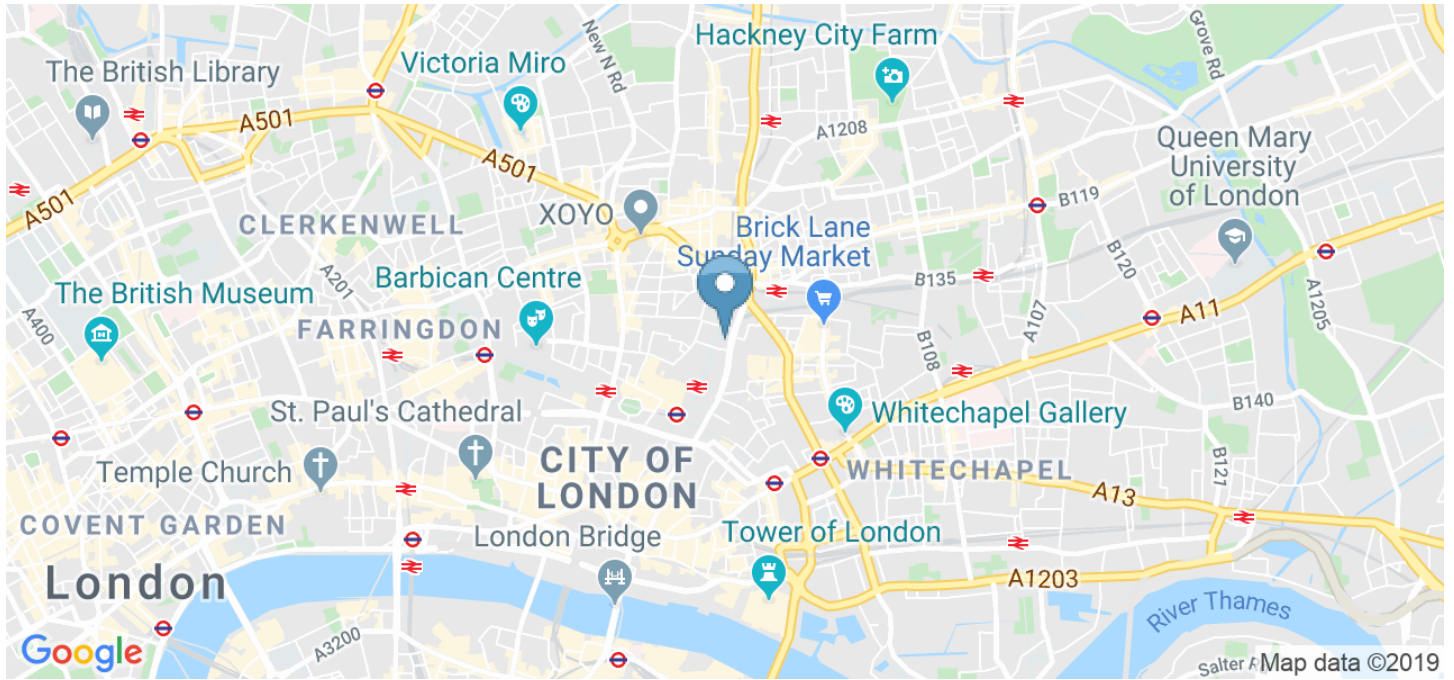 Hackney City Farm
New N Rd
Grove Rd
Victoria Miro
The British Library
A501
A1208
Queen Mary
University
of London
A501
B119
A501
XOYO
CLERKENWELL
Brick Lane
Sunday Market
B120
A201
Barbican Centre
B135
The British Museum
A107
A11
A1205
A400
FARRINGDON
B108
St. Paul's Cathedral
Whitechapel Gallery
B140
CITY OF
LONDON
Temple Church
WHITECHAPEL
B121
A13
COVENT GARDEN
London Bridge
Tower of London
London
A1203
River Thames
A3200
Google
Salter
Map data ©2019